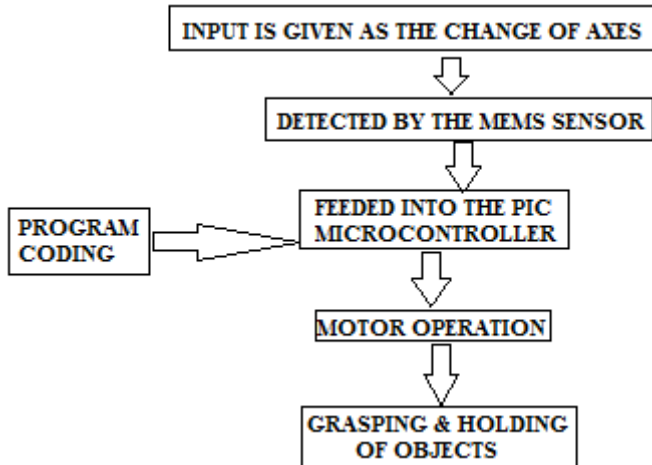 INPUT IS GIVEN AS THE CHANGE OF AXES
DETECTED BY THE MEMS SENSOR
FEEDED INTO THE PIC
MICROCONTROLLER
PROGRAM
CODING
MOTOR OPERATION
GRASPING & HOLDING
OF OBJECTS